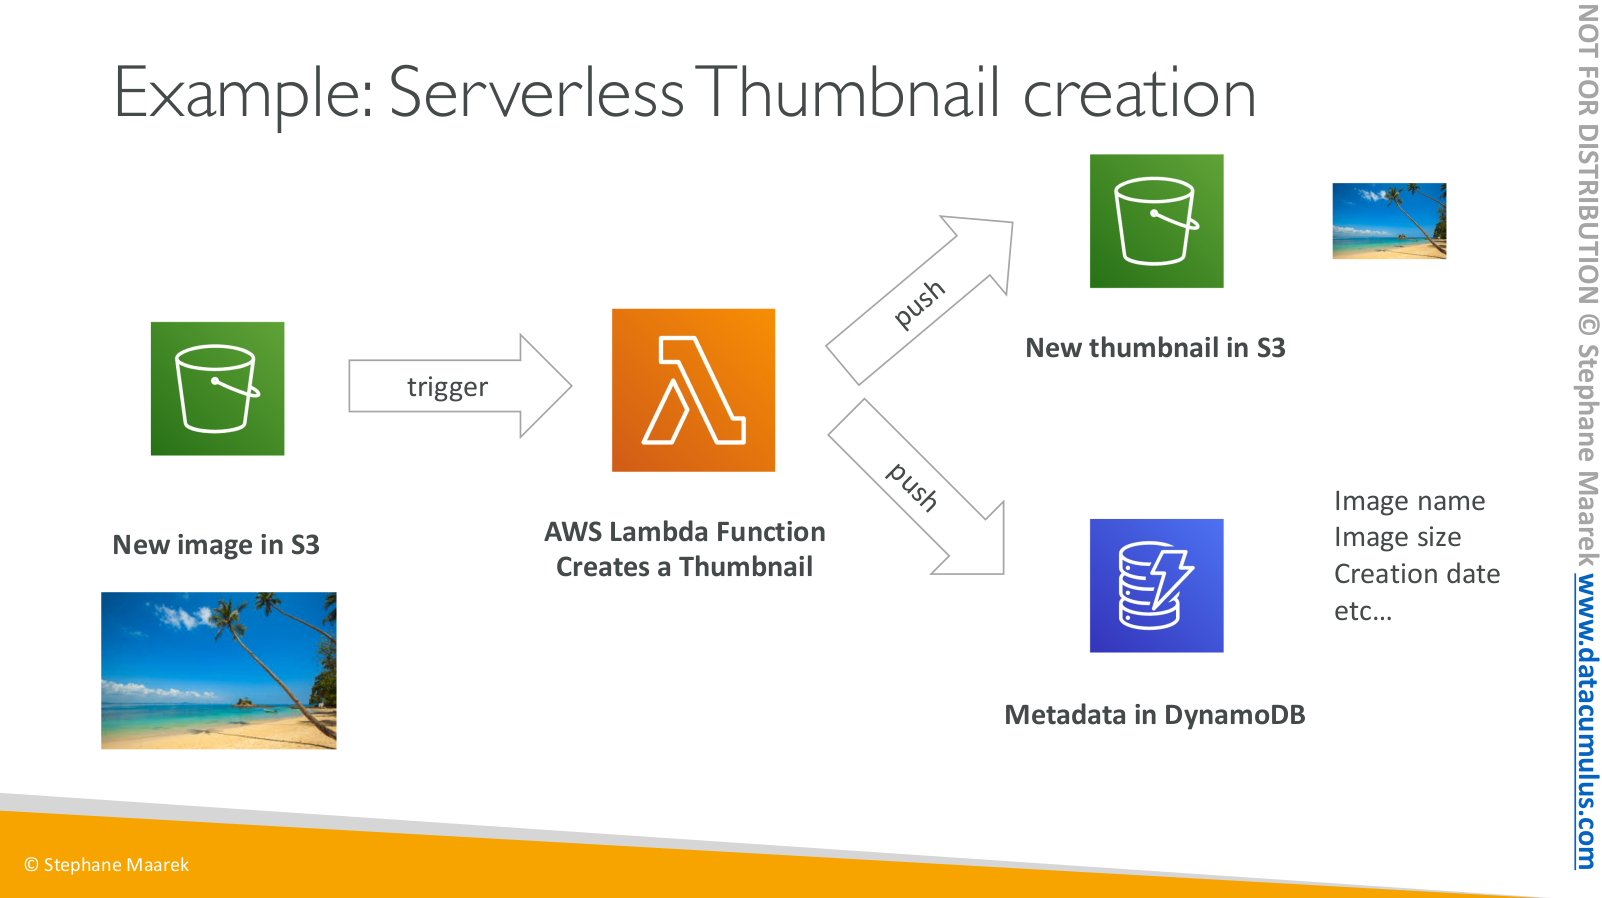 Example: Serverless Thumbnail creation
trigger
push
push
New image in S3
AWS Lambda Function
Creates a Thumbnail
New thumbnail in S3
Image name
Image size
Creation date
etc...
Metadata in DynamoDB
© Stephane Maarek
NOT FOR DISTRIBUTION © Stephane Maarek www.datacumulus.com